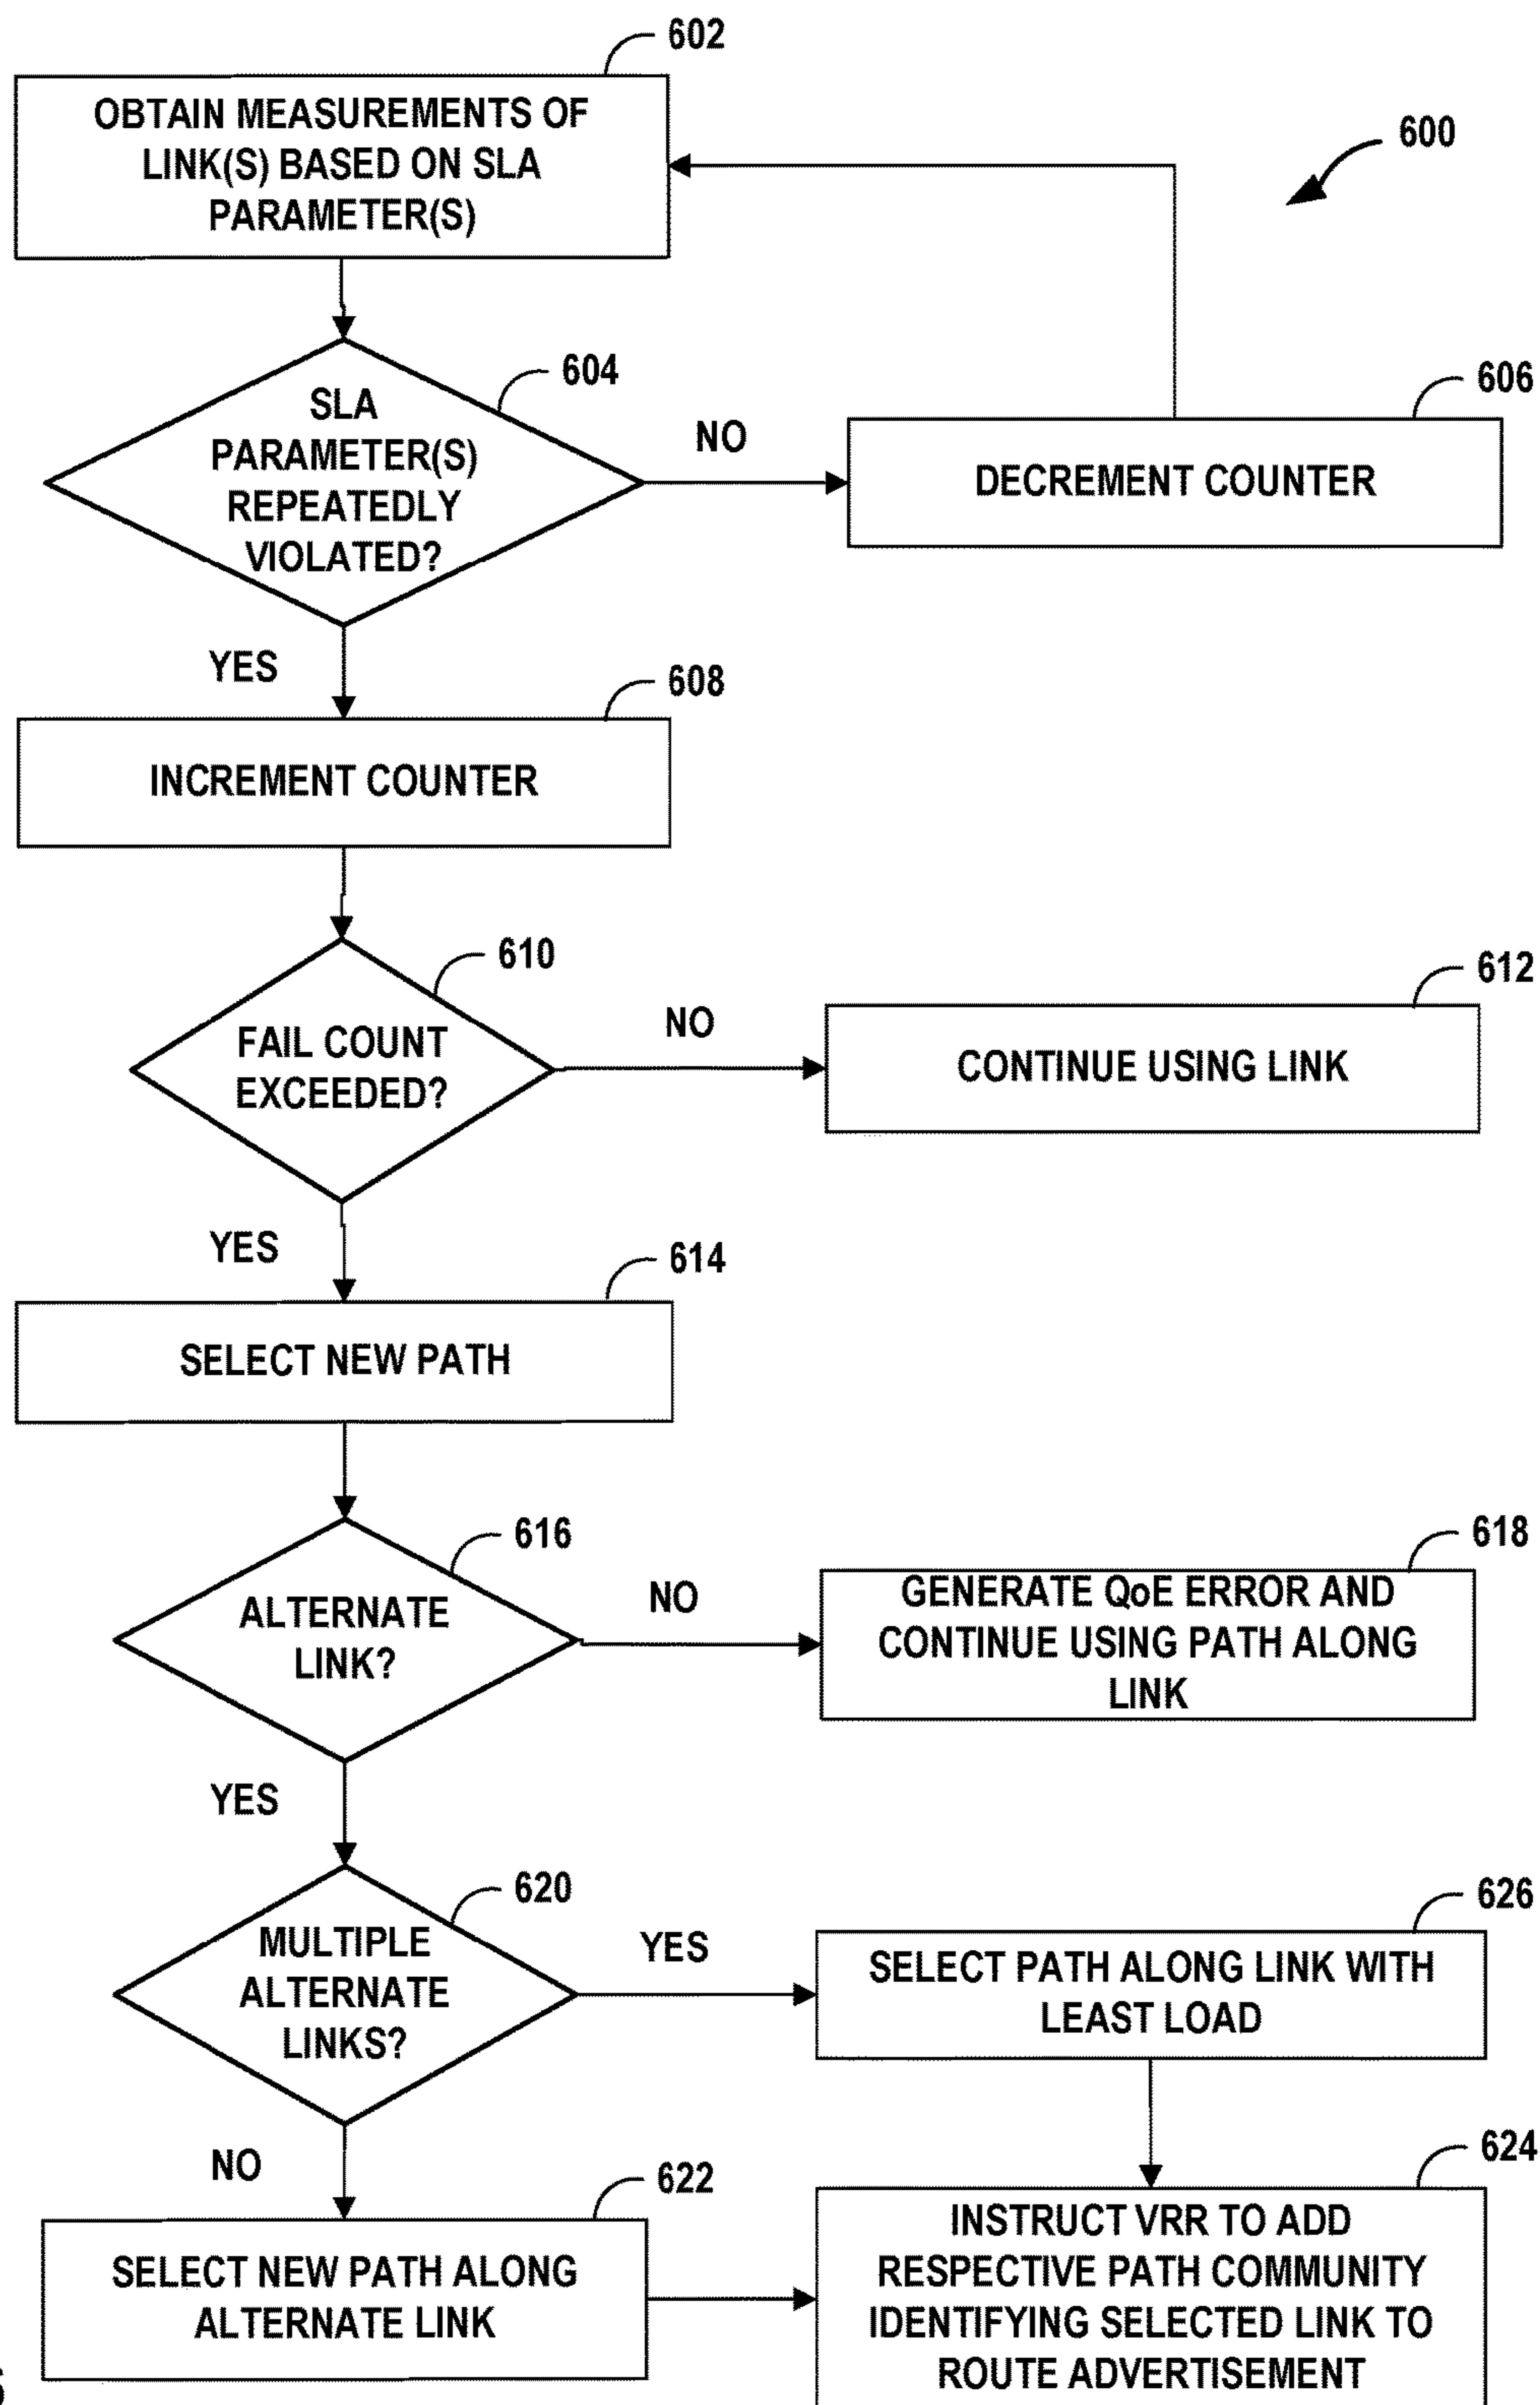 602
OBTAIN MEASUREMENTS OF
LINK(S) BASED ON SLA
PARAMETER(S)
600
604
SLA
PARAMETER(S)
REPEATEDLY
VIOLATED?
NO
606
DECREMENT COUNTER
YES
608
INCREMENT COUNTER
610
FAIL COUNT
EXCEEDED?
NO
612
CONTINUE USING LINK
YES
614
SELECT NEW PATH
616
ALTERNATE
LINK?
NO
618
GENERATE QoE ERROR AND
CONTINUE USING PATH ALONG
LINK
YES
620
MULTIPLE
ALTERNATE
LINKS?
YES
626
SELECT PATH ALONG LINK WITH
LEAST LOAD
NO
622
SELECT NEW PATH ALONG
ALTERNATE LINK
624
INSTRUCT VRR TO ADD
RESPECTIVE PATH COMMUNITY
IDENTIFYING SELECTED LINK TO
ROUTE ADVERTISEMENT